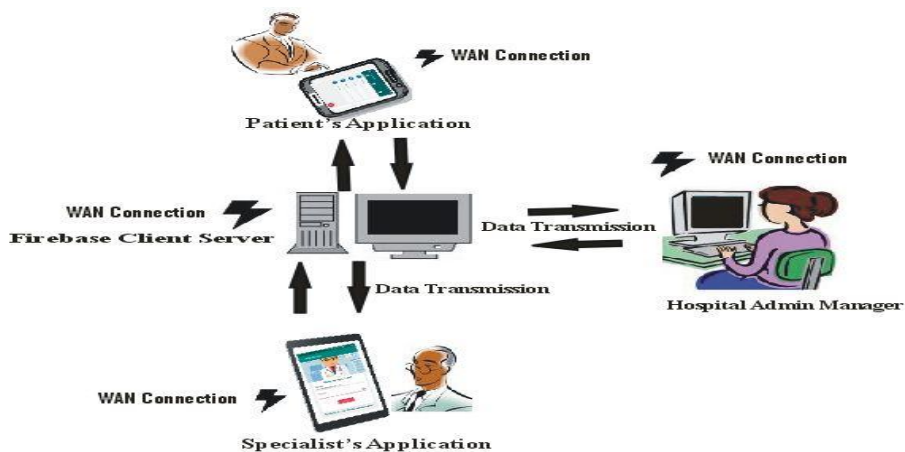 WAN Connection
Patient's Application
WAN Connection
WAN Connection
Firebase Client Server
Data Transmission
Data Transmission
Hospital Admin Manager
WAN Connection
Specialist's Application